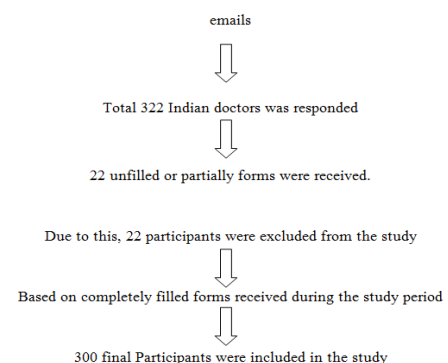 emails
Total 322 Indian doctors was responded
22 unfilled or partially forms were received.
Due to this, 22 participants were excluded from the study
Based on completely filled forms received during the study period
300 final Participants were included in the study